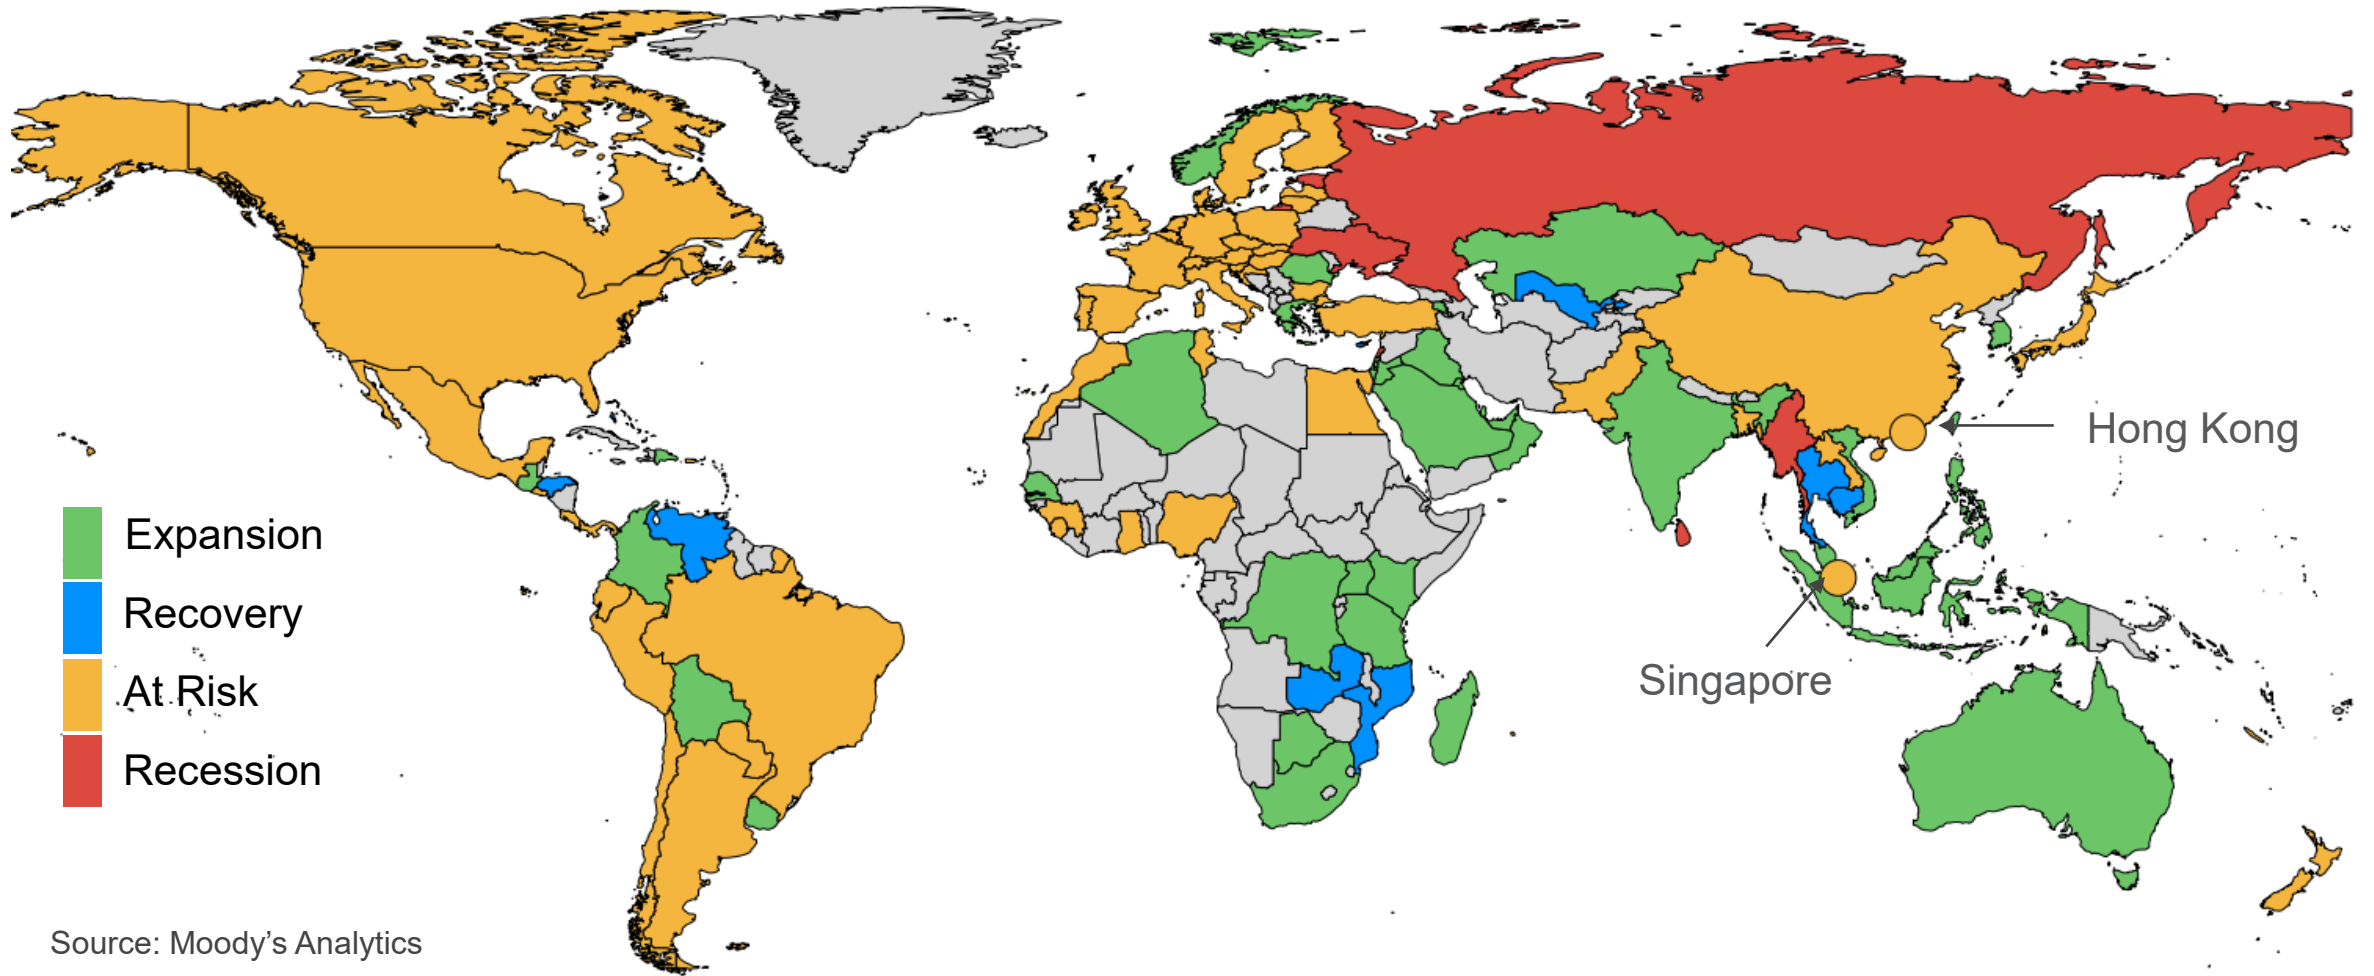 Hong Kong
Expansion
Recovery
Singapore
At Risk
Recession
Source: Moody’s Analytics